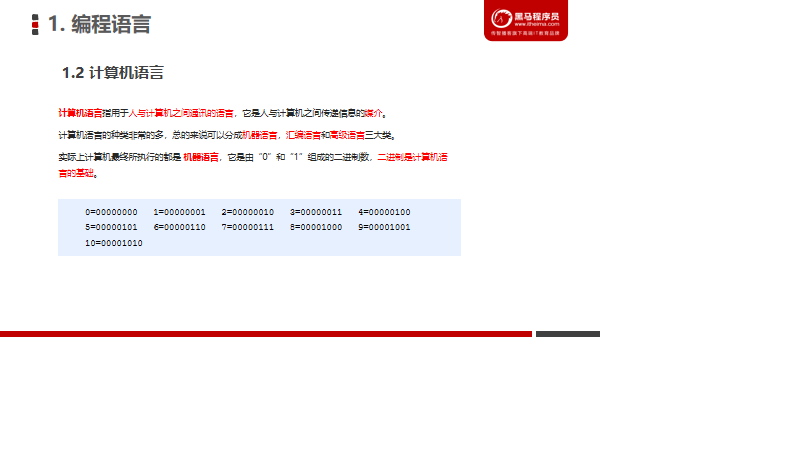 1. 编程语言
黑马程序员
www.itheima.com
传智播客旗下高端IT教育品牌
1.2 计算机语言
计算机语言指用于人与计算机之间通讯的语言，它是人与计算机之间传递信息的媒介。
计算机语言的种类非常的多，总的来说可以分成机器语言，汇编语言和高级语言三大类。
实际上计算机最终所执行的都是 机器语言，它是由“0”和“1”组成的二进制数，二进制是计算机语
言的基础。
0=00000000 1=00000001 2=00000010 3=00000011 4=00000100
5=00000101 6=00000110 7=00000111 8=00001000 9=00001001
10=00001010